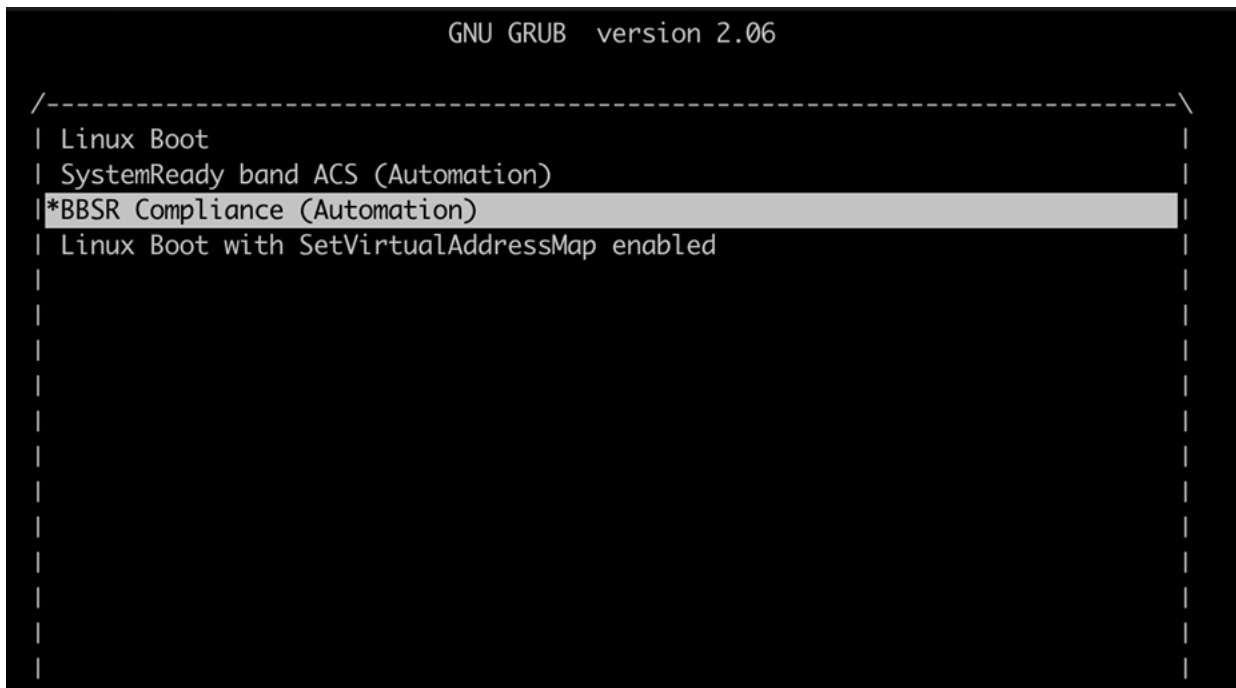 GNU GRUB  version 2.06
/----------------------------------------------------------------------------\
| Linux Boot                                                                 |
| SystemReady band ACS (Automation)                                          |
|*BBSR Compliance (Automation)                                               |
| Linux Boot with SetVirtualAddressMap enabled                               |